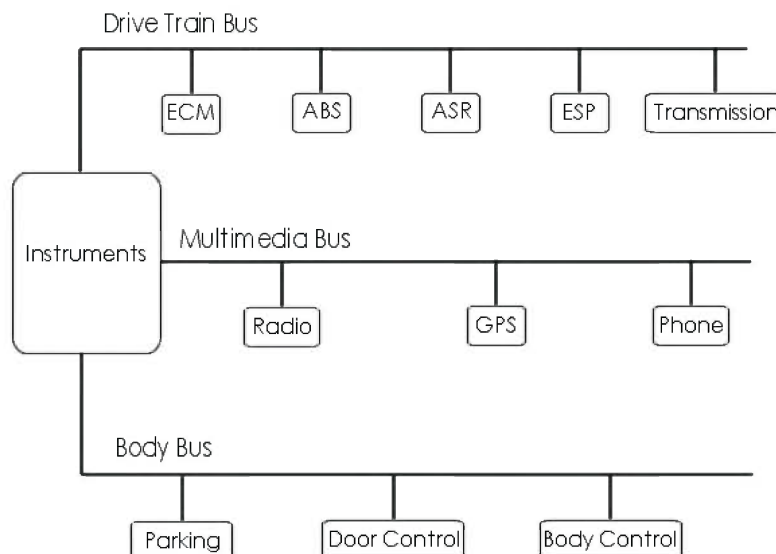 Drive Train Bus
ECM ABS ASR ESP Transmission
Instruments
Multimedia Bus
Radio GPS Phone
Body Bus
Parking Door Control Body Control